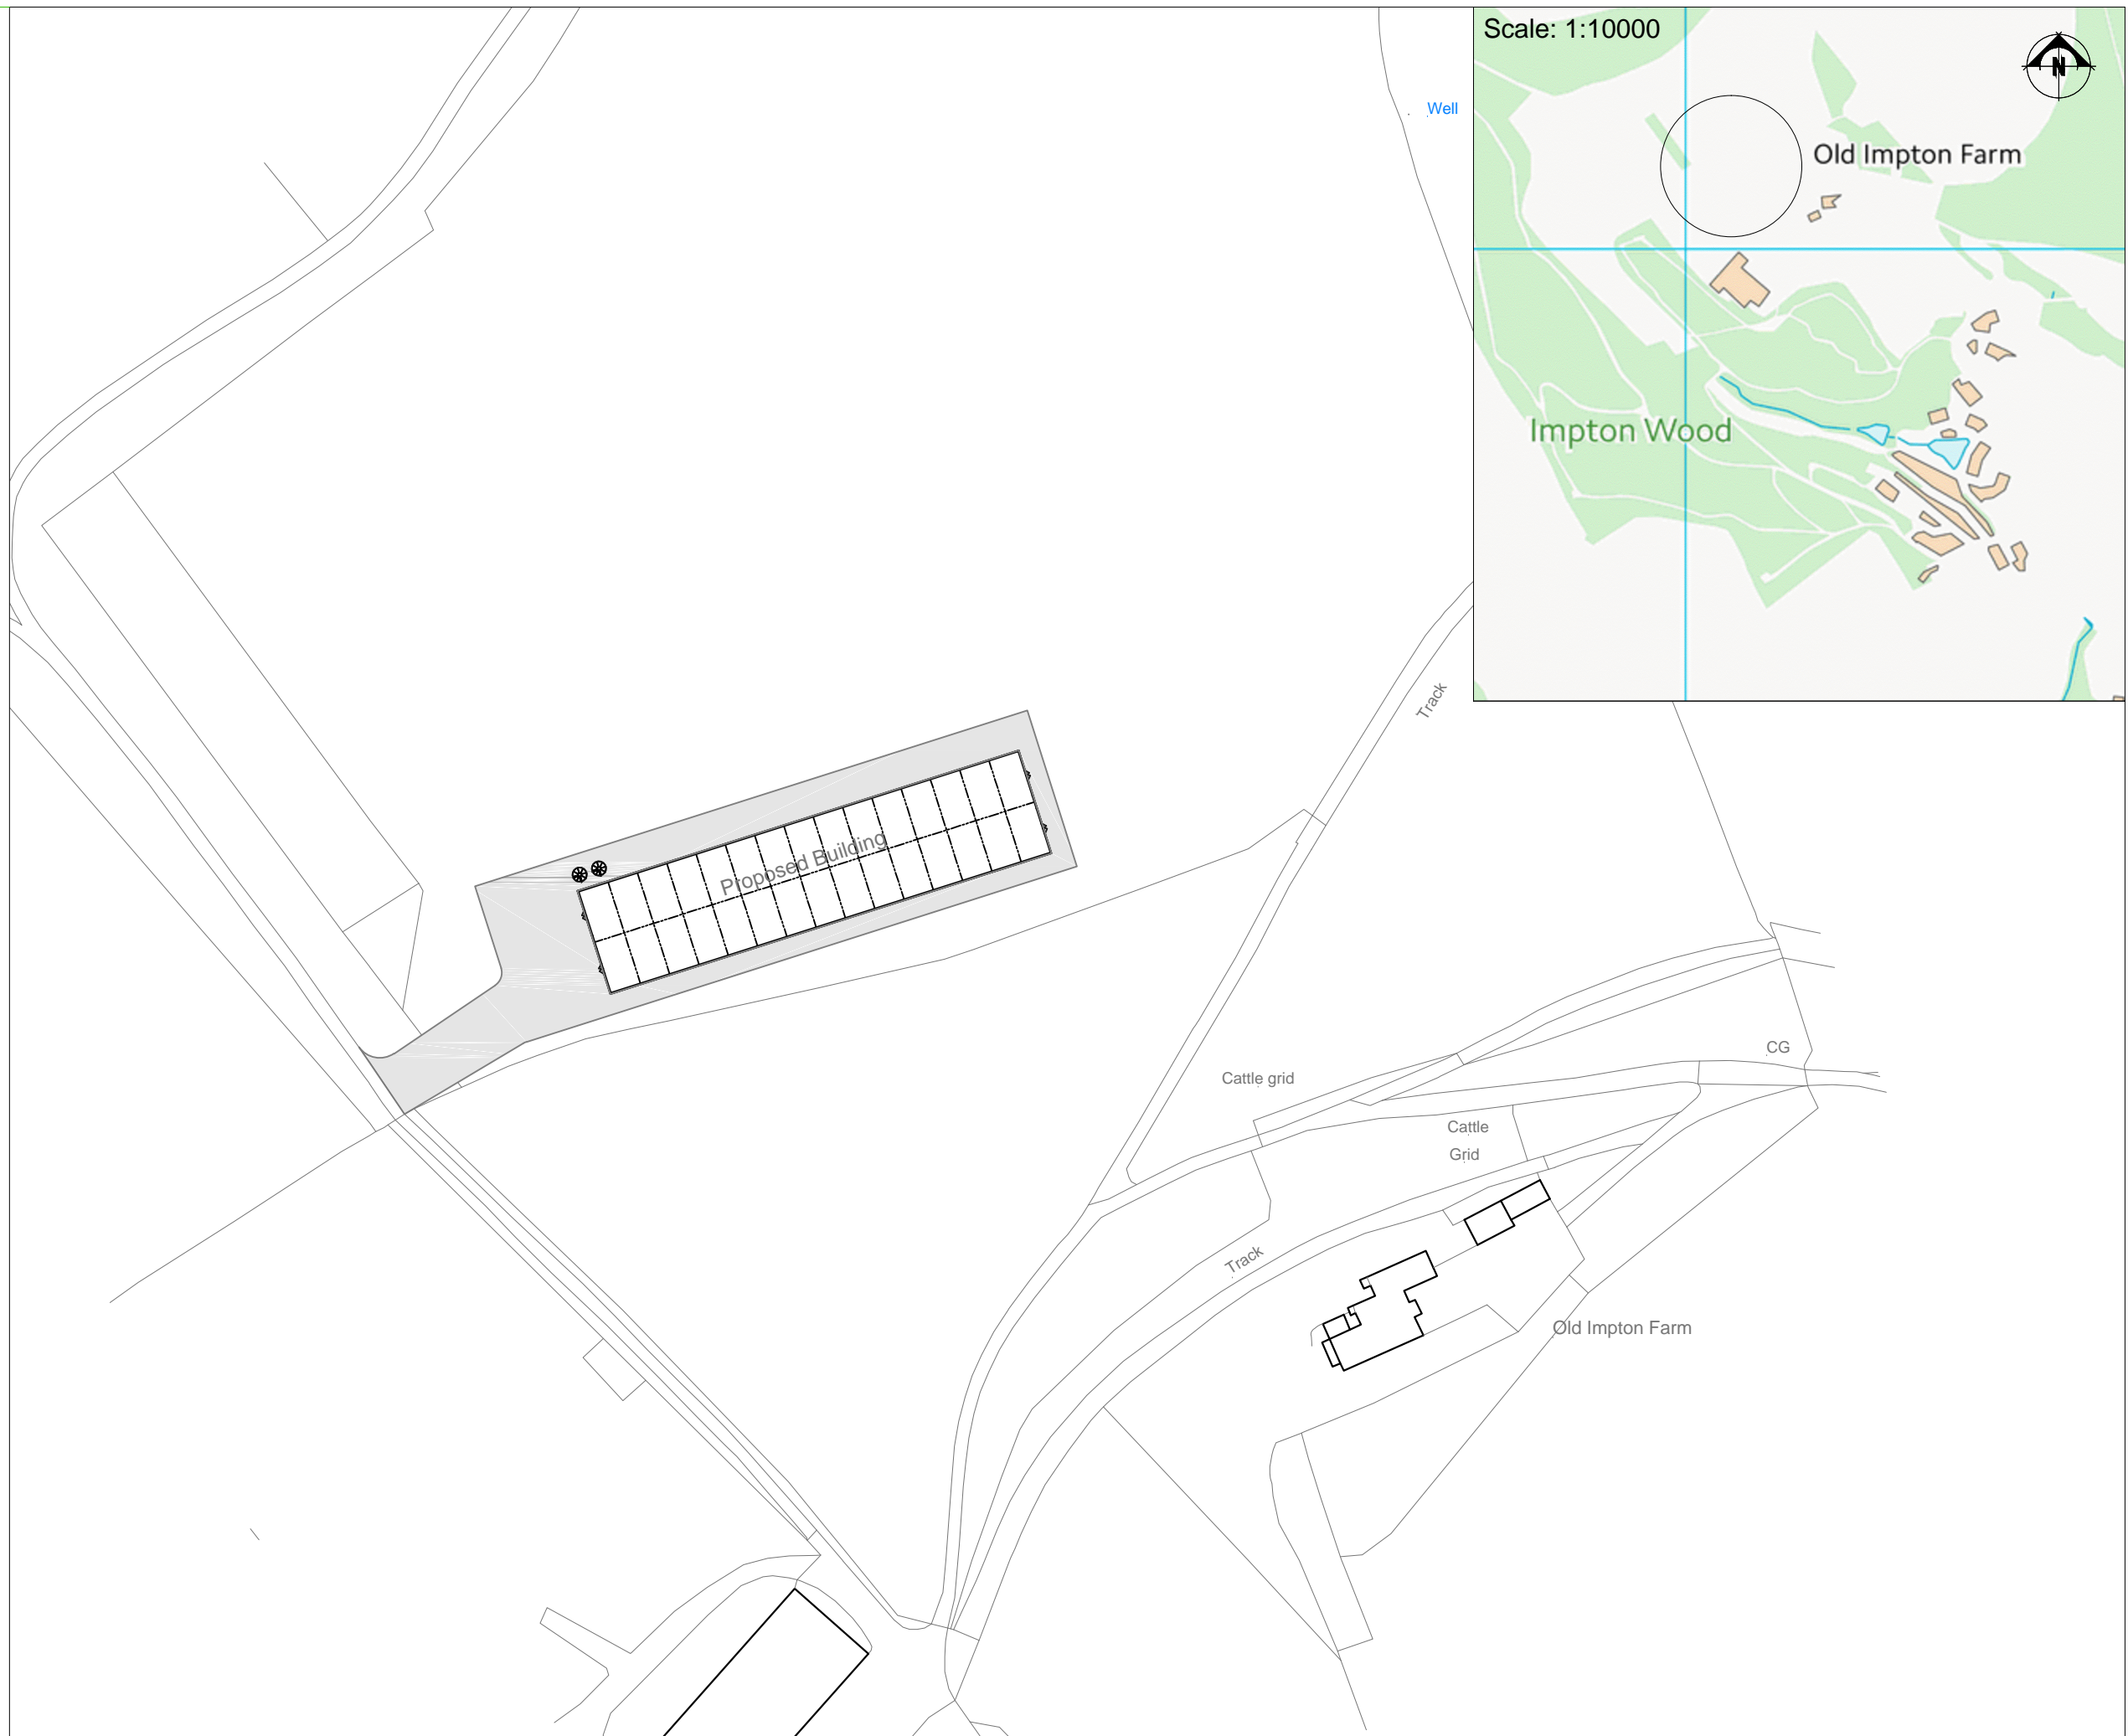 Scale: 1:10000
N
Well
Old Impton Farm
Impton Wood
Track
Proposed Building
CG
Cattle grid
Cattle
Grid
Track
Old Impton Farm